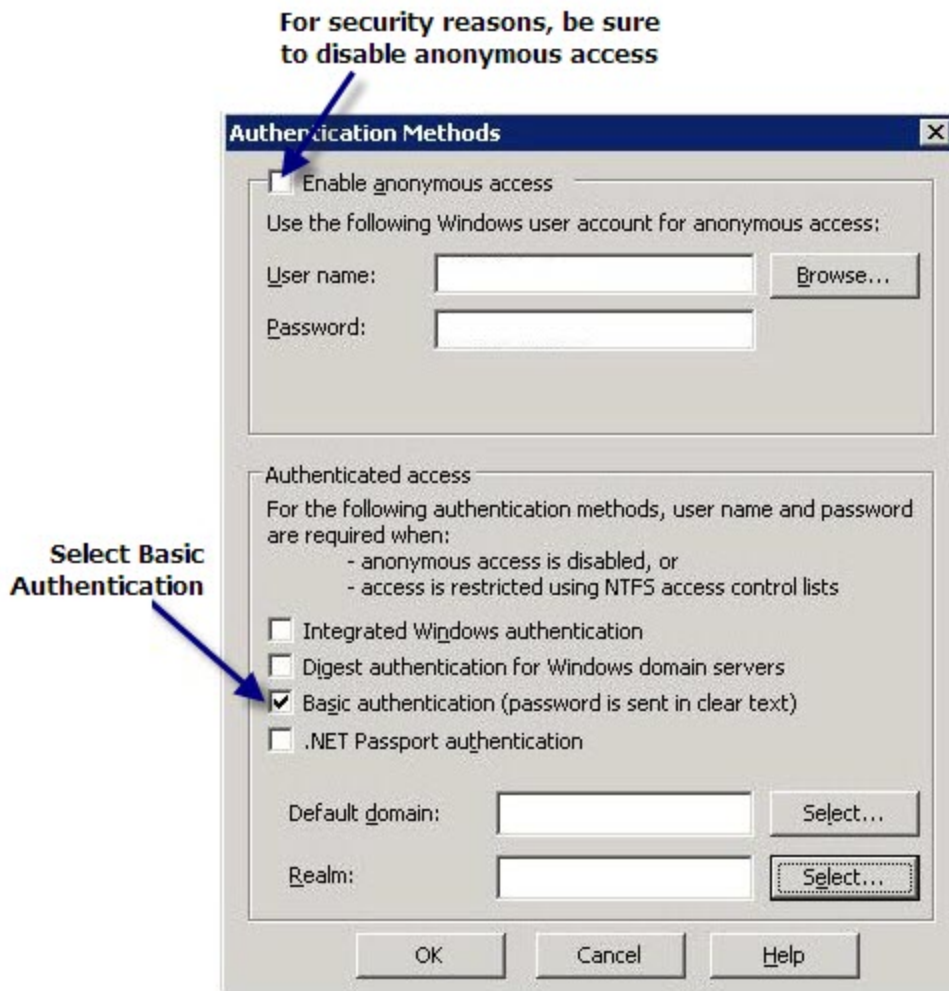 For security reasons, be sure
to disable anonymous access
Authentication Methods
Enable anonymous access
Use the following Windows user account for anonymous access:
User name:
Browse...
Password:
Authenticated access
For the following authentication methods, user name and password
are required when:
- anonymous access is disabled, or
- access is restricted using NTFS access control lists
Select Basic
Authentication
Integrated Windows authentication
Digest authentication for Windows domain servers
Basic authentication (password is sent in clear text)
.NET Passport authentication
Default domain:
Select...
Realm:
Select...
OK
Cancel
Help